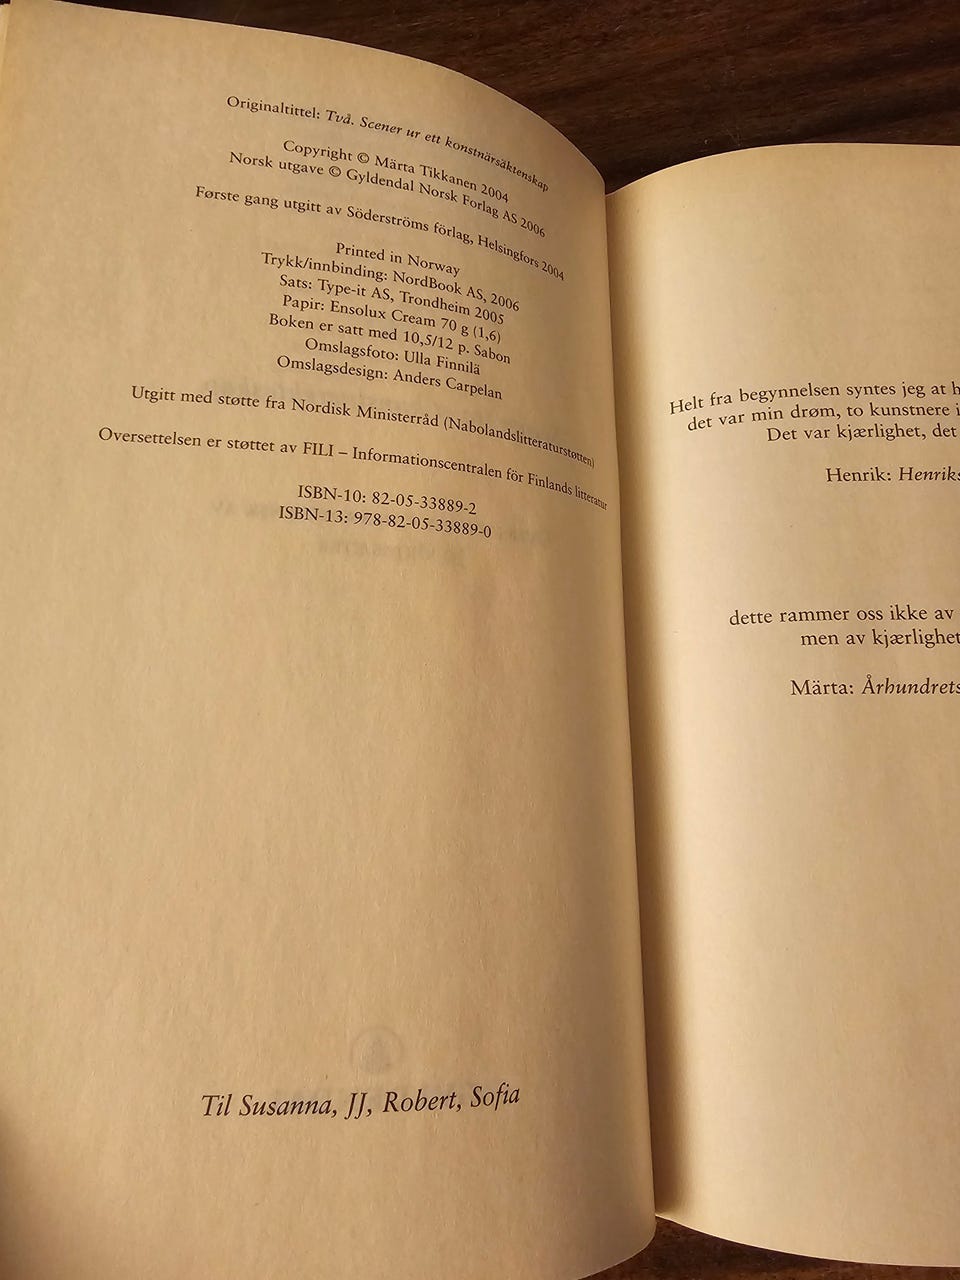 Originaltittel: Två. Scener ur ett konstnärsäktenskap
Copyright © Märta Tikkanen 2004
Norsk utgave © Gyldendal Norsk Forlag AS 2006
Første gang utgitt av Söderströms förlag, Helsingfors 2004
Printed in Norway
Trykk/innbinding: NordBook AS, 2006
Sats: Type-it AS, Trondheim 2005
Papir: Ensolux Cream 70 g (1,6)
Boken er satt med 10,5/12 p. Sabon
Omslagsfoto: Ulla Finnilä
Omslagsdesign: Anders Carpelan
Utgitt med støtte fra Nordisk Ministerråd (Nabolandslitteraturstøtten)
Oversettelsen er støttet av FILI – Informationscentralen för Finlands litteratur
ISBN-10: 82-05-33889-2
ISBN-13: 978-82-05-33889-0
Til Susanna, JJ, Robert, Sofia
Helt fra begynnelsen syntes jeg at
det var min drøm, to kunstnere
Det var kjærlighet, det
Henrik: Henriks
dette rammer oss ikke av
men av kjærlighet
Märta: Århundrets